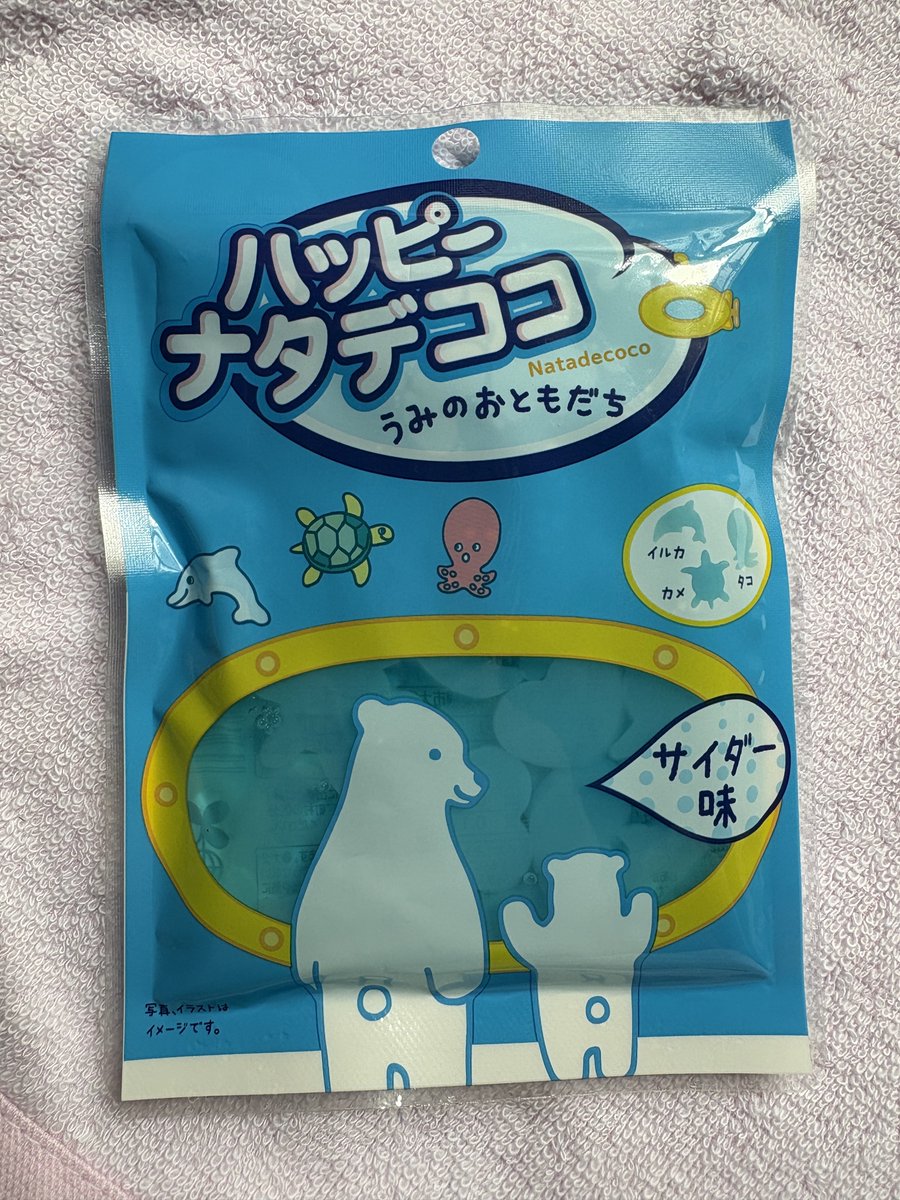 ハッピー
ナタデココ
Natadecoco
うみのおともだち
イルカ
カメ
タコ
サイダー
味
写真、イラストは
イメージです。